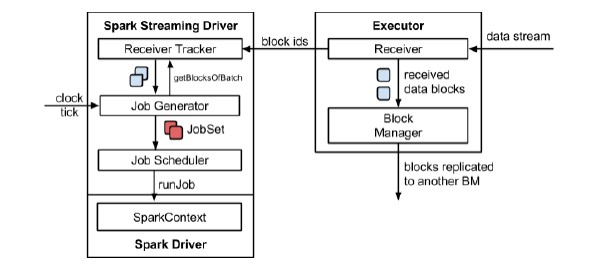 Spark Streaming Driver
Receiver Tracker
getBlocksOfBatch
clock
tick
Job Generator
JobSet
Job Scheduler
runJob
SparkContext
Spark Driver
block ids
Executor
Receiver
data stream
received
data blocks
Block
Manager
blocks replicated
to another BM